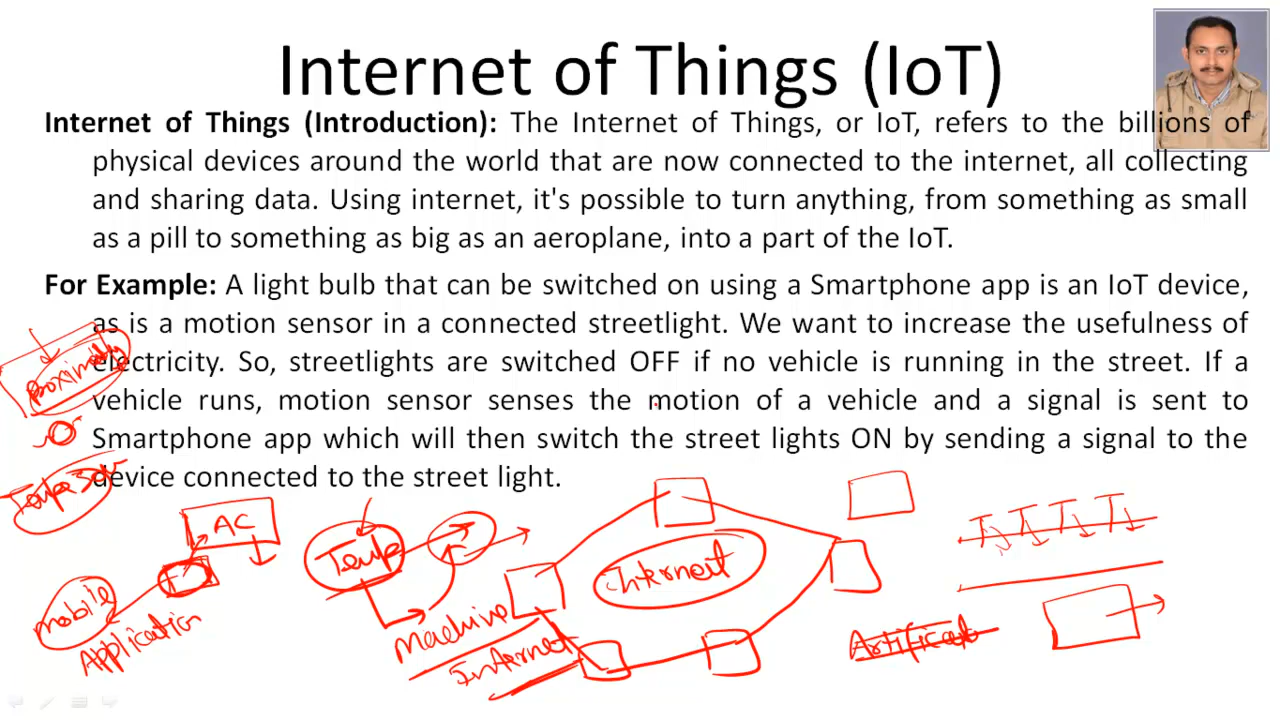 Internet of Things (IoT)
Internet of Things (Introduction): The Internet of Things, or IoT, refers to the billions of
physical devices around the world that are now connected to the internet, all collecting
and sharing data. Using internet, it's possible to turn anything, from something as small
as a pill to something as big as an aeroplane, into a part of the IoT.
For Example: A light bulb that can be switched on using a Smartphone app is an IoT device,
as is a motion sensor in a connected streetlight. We want to increase the usefulness of
electricity. So, streetlights are switched OFF if no vehicle is running in the street. If a
vehicle runs, motion sensor senses the motion of a vehicle and a signal is sent to
Smartphone app which will then switch the street lights ON by sending a signal to the
device connected to the street light.
Proximity
AC
Temp
Internet
mobile
Application
Machine
Internet